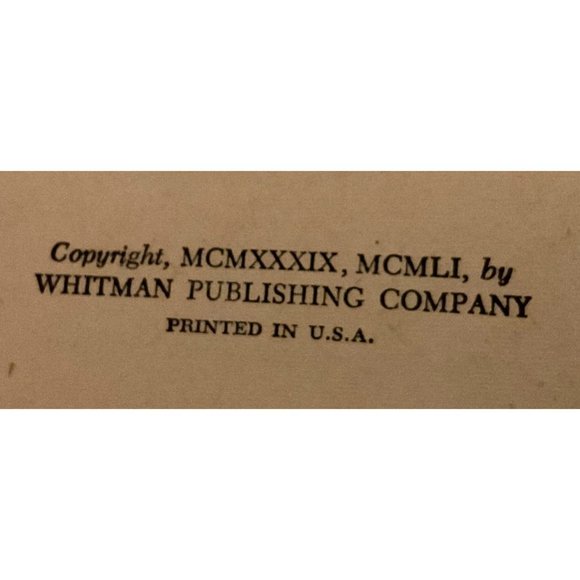 Copyright, MCMXXXIX, MCMLI, by
WHITMAN PUBLISHING COMPANY
PRINTED IN U.S.A.